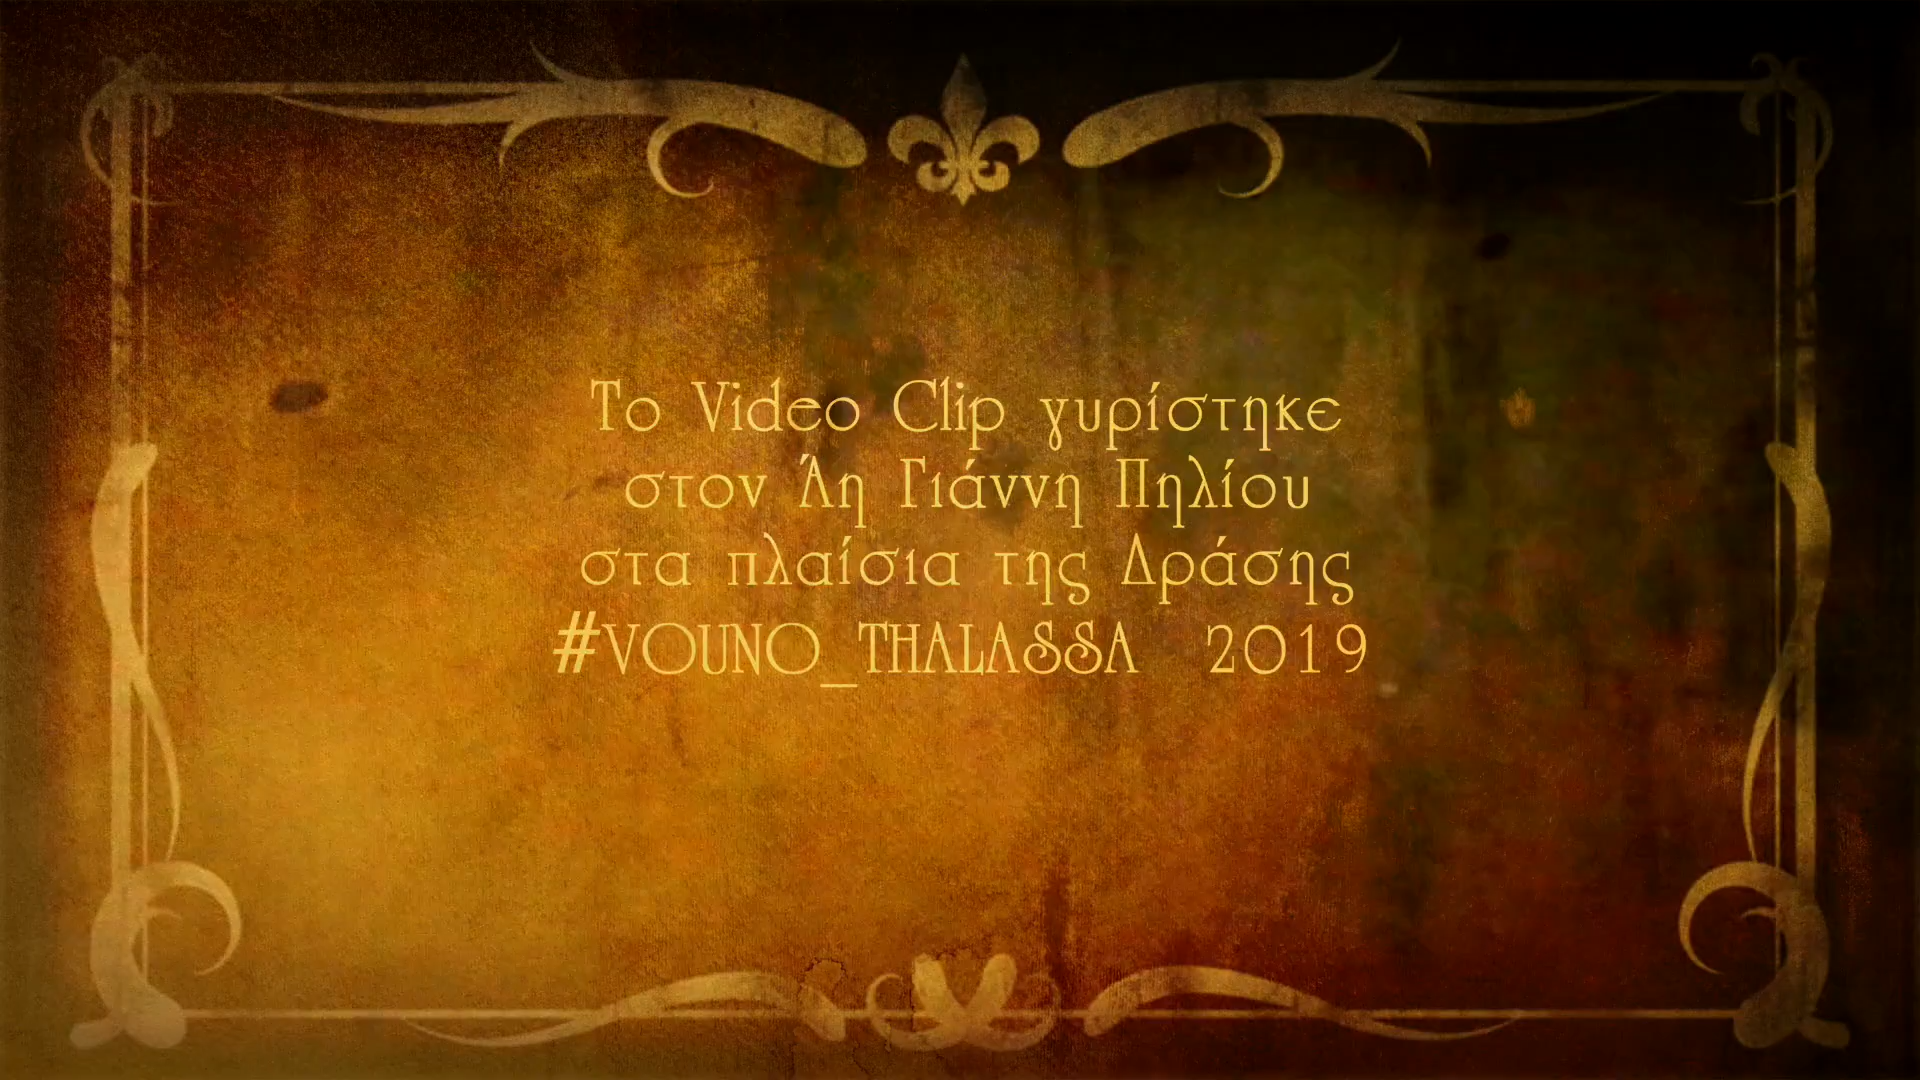 Το Video Clip γυρίστηκε
στον Άη Γιάννη Πηλίου
στα πλαίσια της Δράσης
#VOUNO_THALASSA 2019